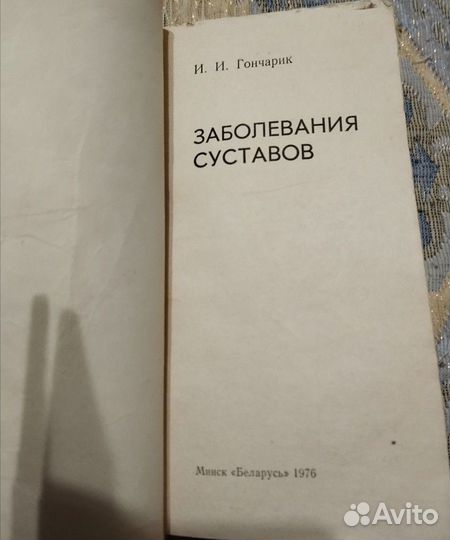 И. И. Гончарик
ЗАБОЛЕВАНИЯ
СУСТАВОВ
Минск «Беларусь» 1976
Avito